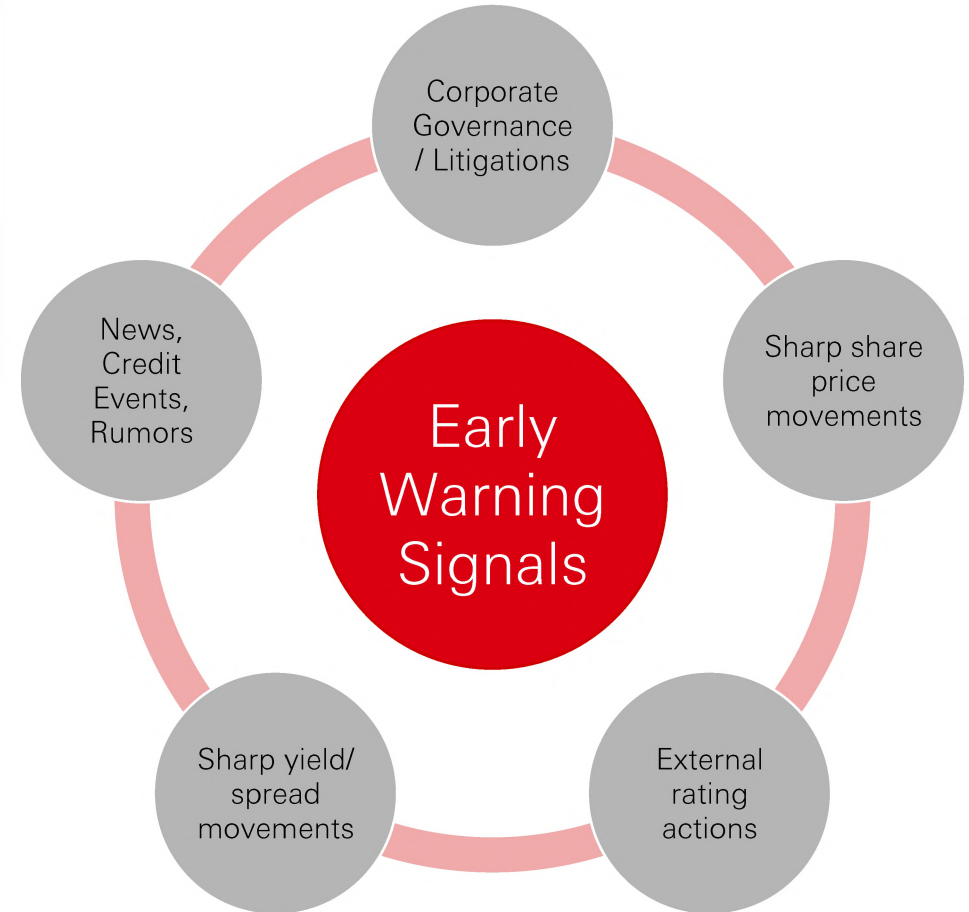 Corporate
Governance
/ Litigations
News,
Credit
Events,
Rumors
Sharp share
price
movements
Early
Warning
Signals
Sharp yield/
spread
movements
External
rating
actions